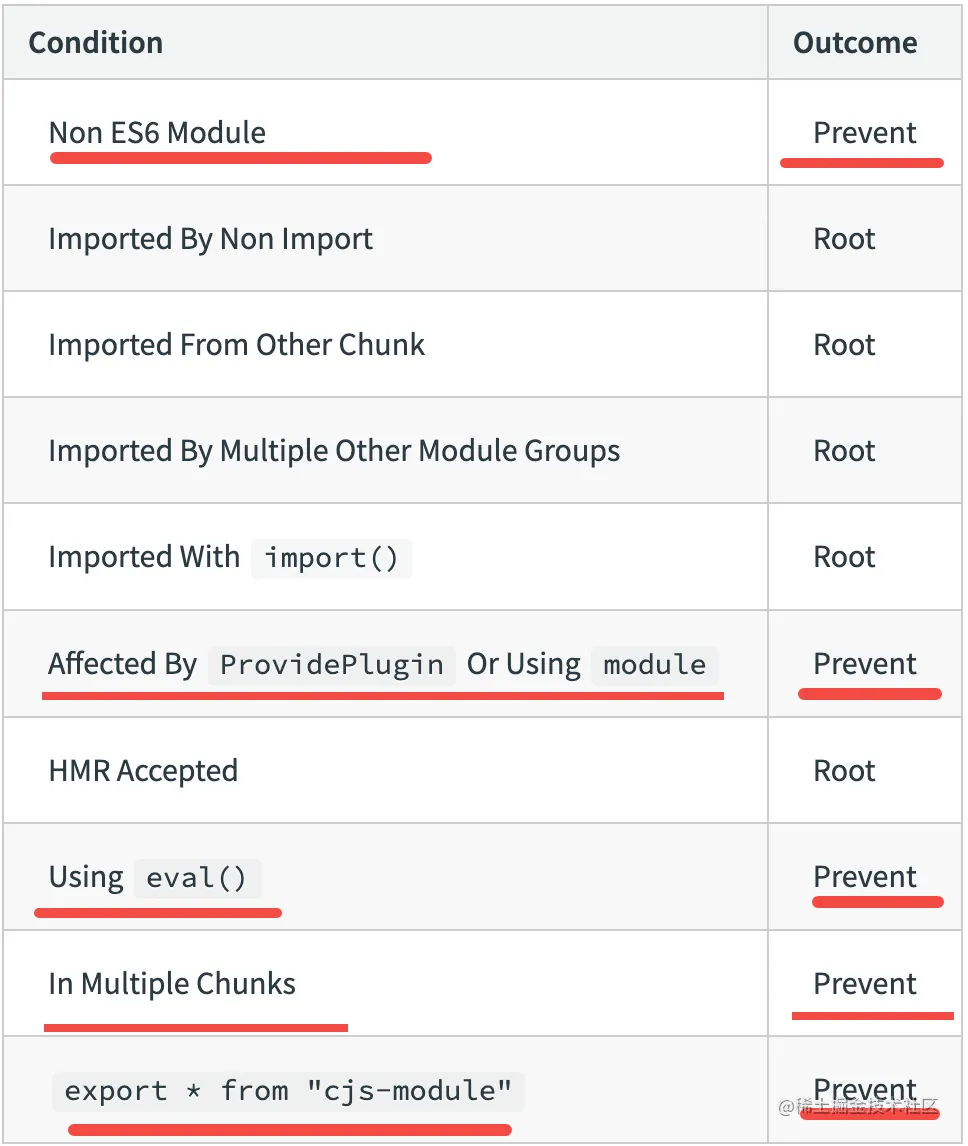 Condition Outcome
Non ES6 Module Prevent
Imported By Non Import Root
Imported From Other Chunk Root
Imported By Multiple Other Module Groups Root
Imported With import() Root
Affected By ProvidePlugin Or Using module Prevent
HMR Accepted Root
Using eval() Prevent
In Multiple Chunks Prevent
export * from "cjs-module" Prevent
@稀土掘金技术社区